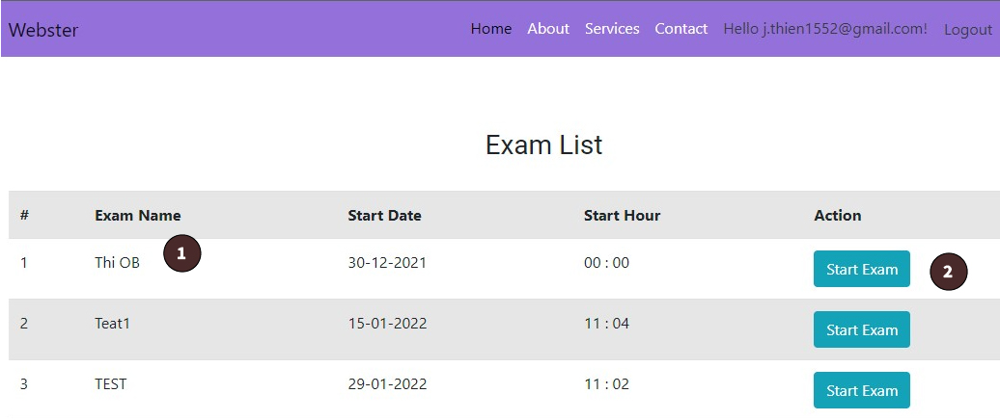 Webster Home About Services Contact Hello j.thien1552@gmail.com! Logout
Exam List
# Exam Name Start Date Start Hour Action
1 Thi OB 1 30-12-2021 00 : 00 Start Exam 2
2 Teat1 15-01-2022 11 : 04 Start Exam
3 TEST 29-01-2022 11 : 02 Start Exam